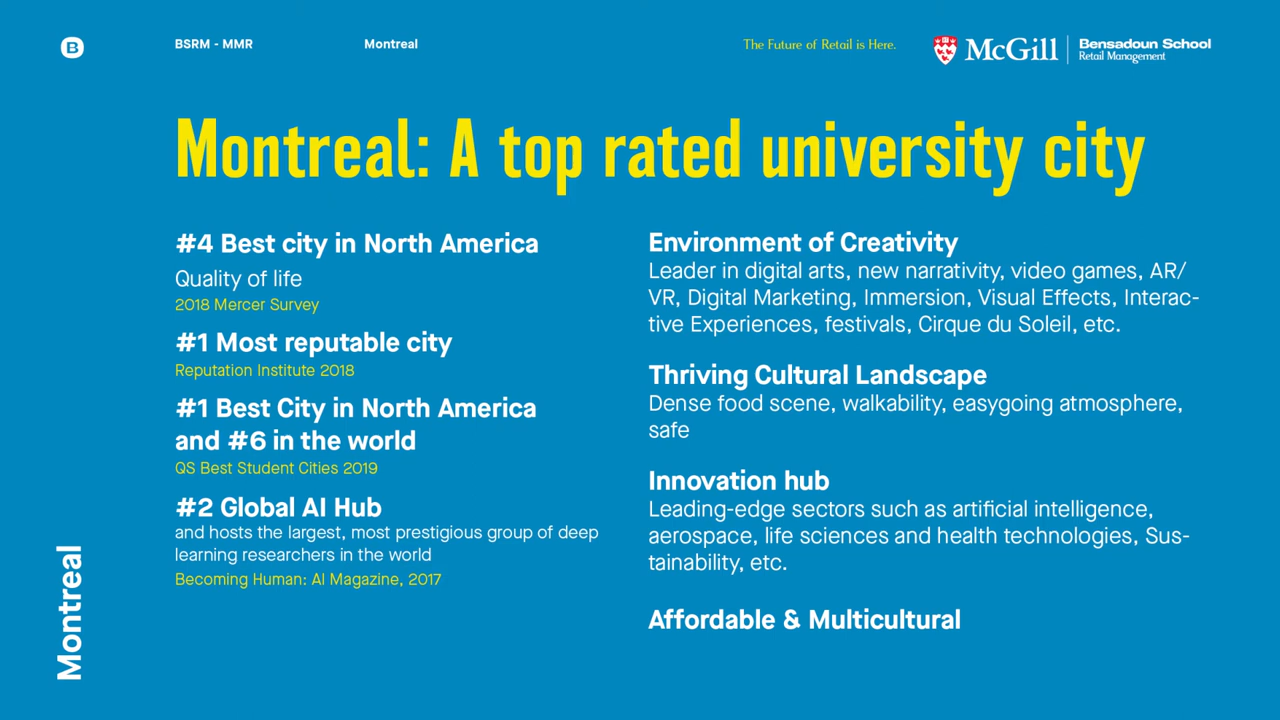 B
BSRM - MMR
Montreal
The Future of Retail is Here.
McGill
Bensadoun School
Retail Management
Montreal: A top rated university city
#4 Best city in North America
Quality of life
2018 Mercer Survey
#1 Most reputable city
Reputation Institute 2018
#1 Best City in North America
and #6 in the world
QS Best Student Cities 2019
#2 Global AI Hub
and hosts the largest, most prestigious group of deep
learning researchers in the world
Becoming Human: AI Magazine, 2017
Environment of Creativity
Leader in digital arts, new narrativity, video games, AR/
VR, Digital Marketing, Immersion, Visual Effects, Interac-
tive Experiences, festivals, Cirque du Soleil, etc.
Thriving Cultural Landscape
Dense food scene, walkability, easygoing atmosphere,
safe
Innovation hub
Leading-edge sectors such as artificial intelligence,
aerospace, life sciences and health technologies, Sus-
tainability, etc.
Affordable & Multicultural
Montreal